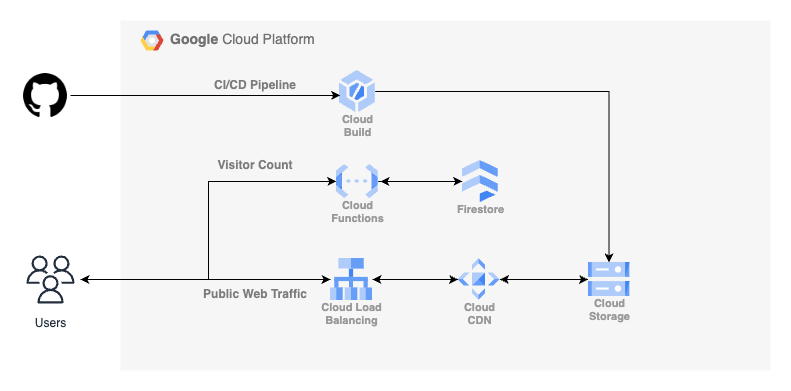 Google Cloud Platform
CI/CD Pipeline
Cloud
Build
Visitor Count
Cloud
Functions
Firestore
Users
Public Web Traffic
Cloud Load
Balancing
Cloud
CDN
Cloud
Storage